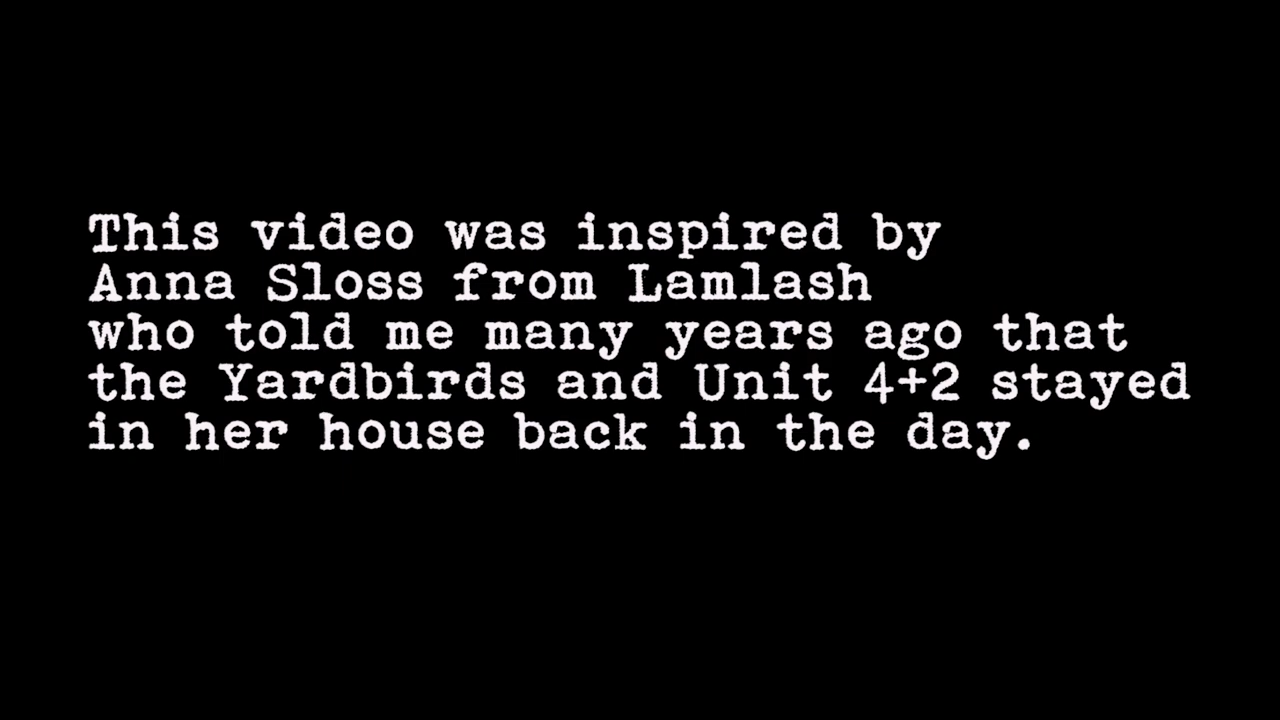 This video was inspired by
Anna Sloss from Lamlash
who told me many years ago that
the Yardbirds and Unit 4+2 stayed
in her house back in the day.